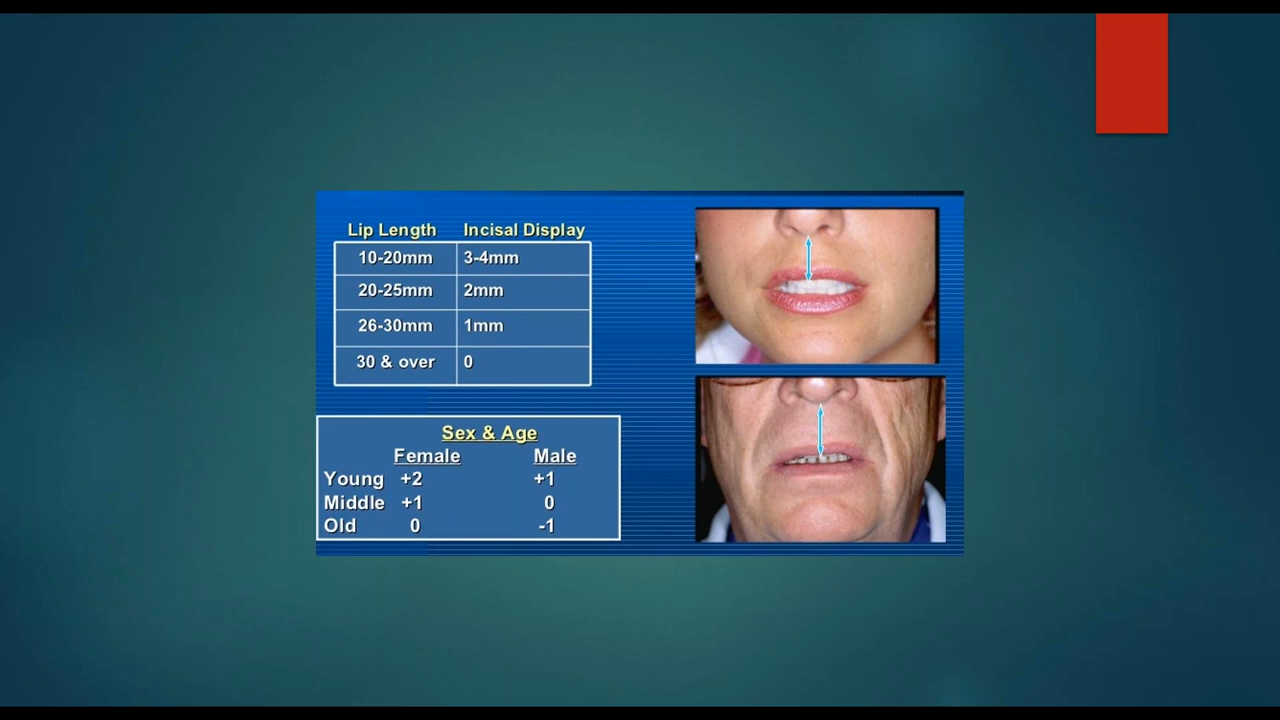 Lip Length Incisal Display
10-20mm 3-4mm
20-25mm 2mm
26-30mm 1mm
30 & over 0
Sex & Age
Female Male
Young +2 +1
Middle +1 0
Old 0 -1